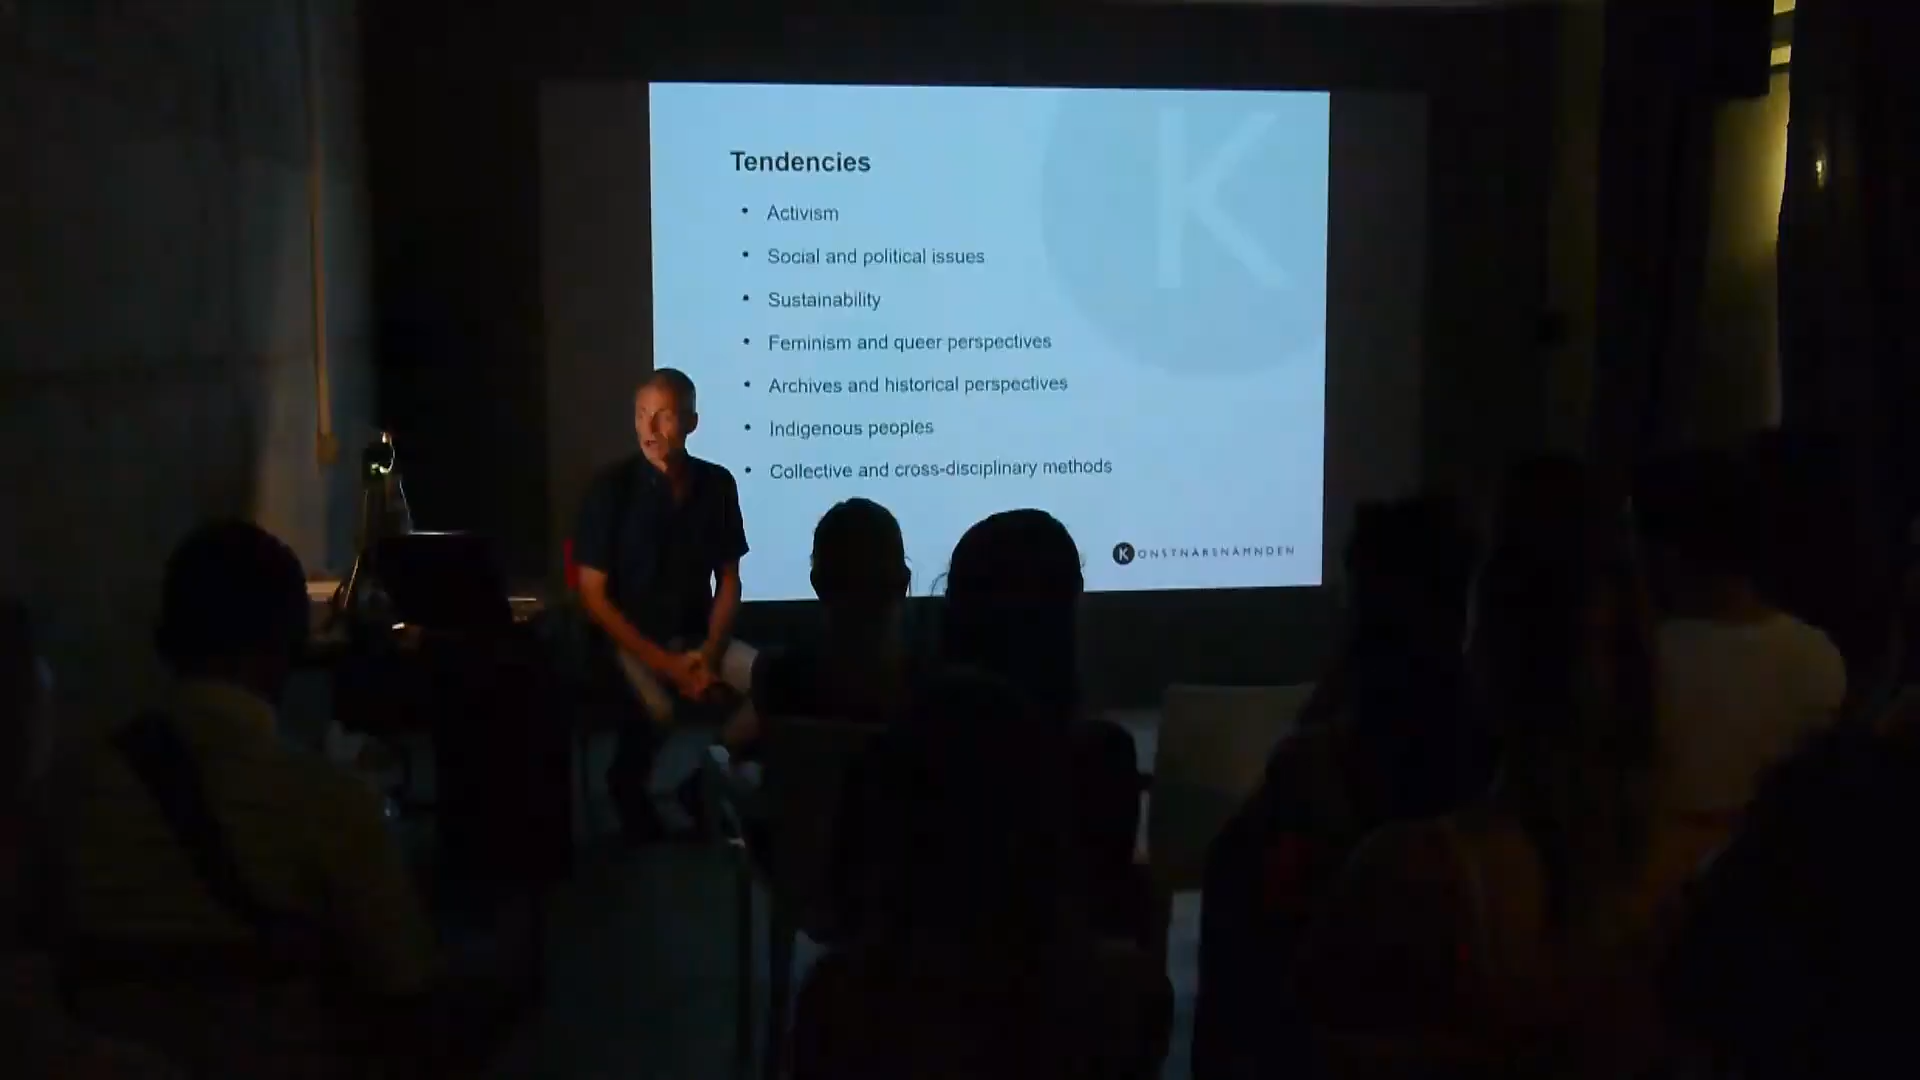 Tendencies
• Activism
• Social and political issues
• Sustainability
• Feminism and queer perspectives
• Archives and historical perspectives
• Indigenous peoples
• Collective and cross-disciplinary methods
KONSTNÄRSNÄMNDEN
K